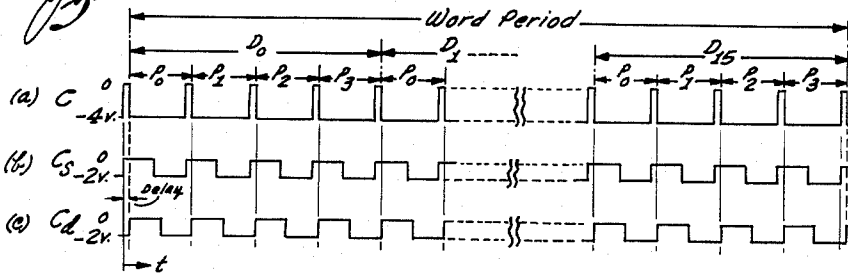 Word Period
D0 D1 D15
P0 P1 P2 P3 P0 P0 P1 P2 P3
(a) C 0 -4v.
(b) Cs 0 -2v.
Delay
(c) Cd 0 -2v.
t